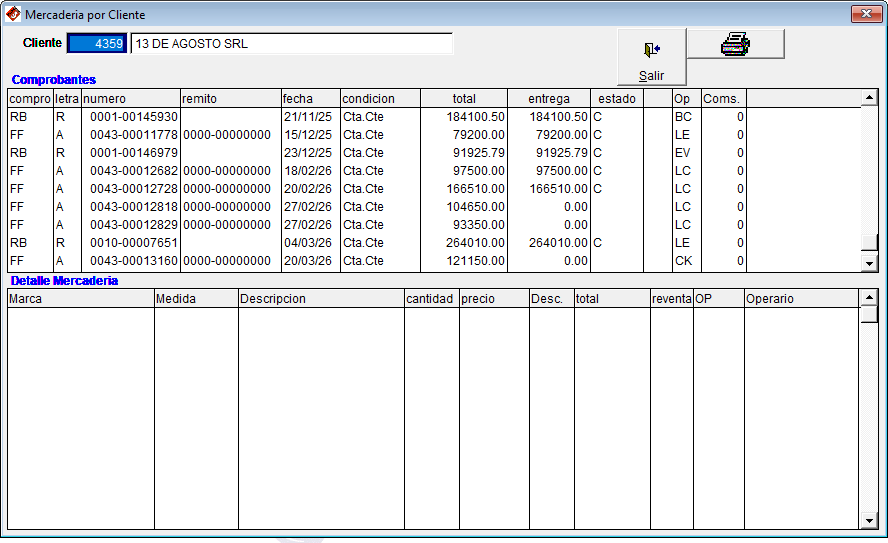 Mercaderia por Cliente
Cliente 4359 13 DE AGOSTO SRL
Salir
Comprobantes
compro letra numero remito fecha condicion total entrega estado Op Coms.
RB R 0001-00145930 21/11/25 Cta.Cte 184100.50 184100.50 C BC 0
FF A 0043-00011778 0000-00000000 15/12/25 Cta.Cte 79200.00 79200.00 C LE 0
RB R 0001-00146979 23/12/25 Cta.Cte 91925.79 91925.79 C EV 0
FF A 0043-00012682 0000-00000000 18/02/26 Cta.Cte 97500.00 97500.00 C LC 0
FF A 0043-00012728 0000-00000000 20/02/26 Cta.Cte 166510.00 166510.00 C LC 0
FF A 0043-00012818 0000-00000000 27/02/26 Cta.Cte 104650.00 0.00 LC 0
FF A 0043-00012829 0000-00000000 27/02/26 Cta.Cte 93350.00 0.00 LC 0
RB R 0010-00007651 04/03/26 Cta.Cte 264010.00 264010.00 C LE 0
FF A 0043-00013160 0000-00000000 20/03/26 Cta.Cte 121150.00 0.00 CK 0
Detalle Mercaderia
Marca Medida Descripcion cantidad precio Desc. total reventa OP Operario